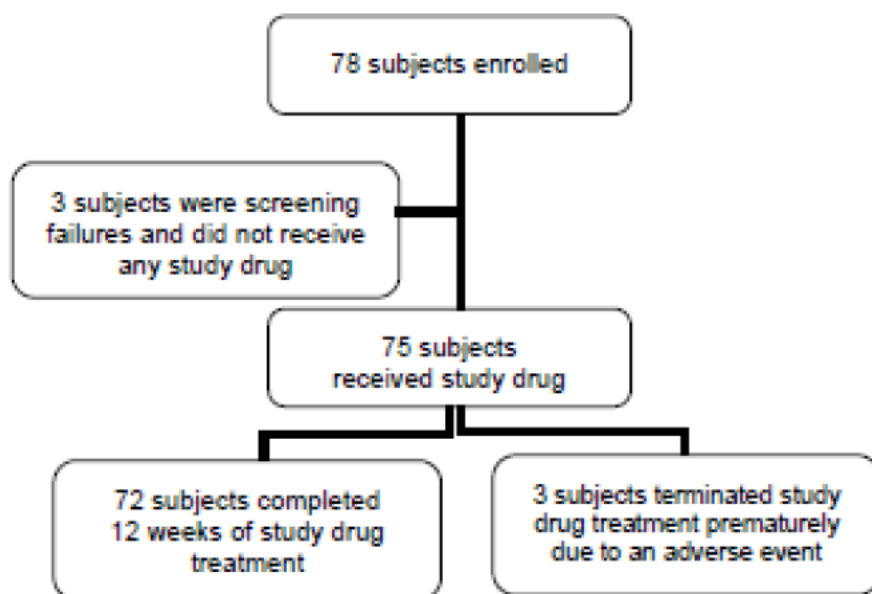 78 subjects enrolled
3 subjects were screening
failures and did not receive
any study drug
75 subjects
received study drug
72 subjects completed
12 weeks of study drug
treatment
3 subjects terminated study
drug treatment prematurely
due to an adverse event